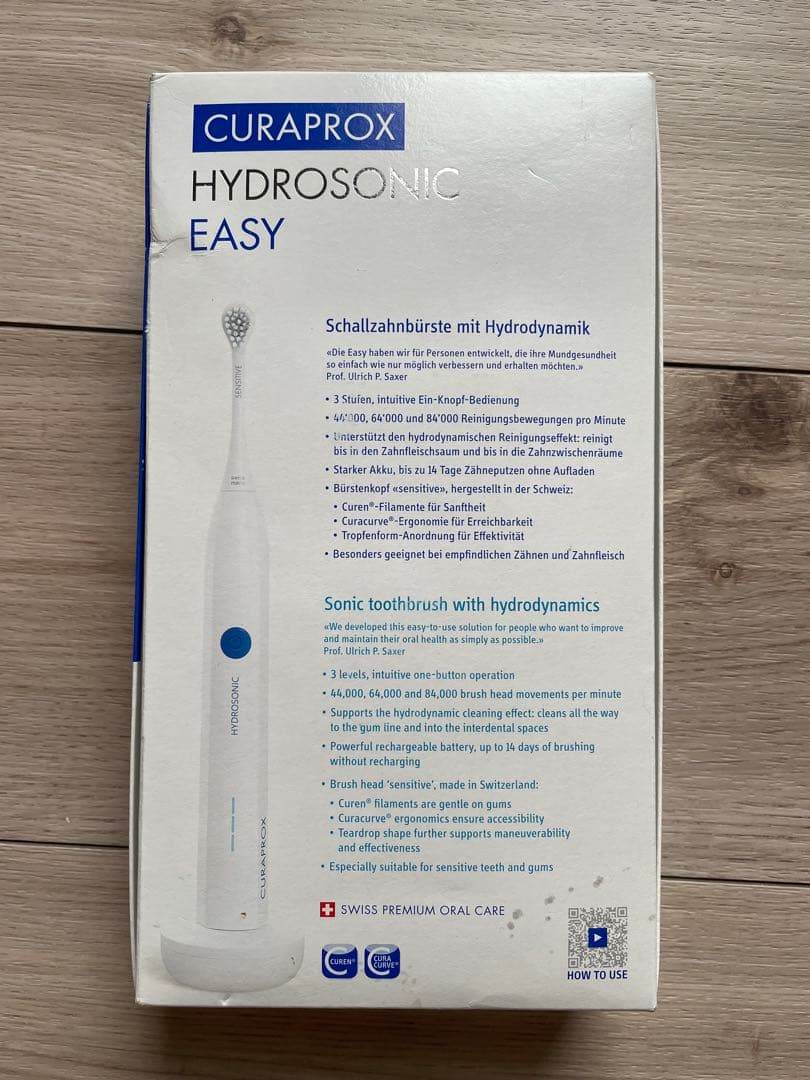 CURAPROX
HYDROSONIC
EASY
Schallzahnbürste mit Hydrodynamik
«Die Easy haben wir für Personen entwickelt, die ihre Mundgesundheit
so einfach wie nur möglich verbessern und erhalten möchten.»
Prof. Ulrich P. Saxer
• 3 Stufen, intuitive Ein-Knopf-Bedienung
• 44'000, 64'000 und 84'000 Reinigungsbewegungen pro Minute
• Unterstützt den hydrodynamischen Reinigungseffekt: reinigt
bis in den Zahnfleischsaum und bis in die Zahnzwischenräume
• Starker Akku, bis zu 14 Tage Zähneputzen ohne Aufladen
• Bürstenkopf «sensitive», hergestellt in der Schweiz:
• Curen®-Filamente für Sanftheit
• Curacurve®-Ergonomie für Erreichbarkeit
• Tropfenform-Anordnung für Effektivität
• Besonders geeignet bei empfindlichen Zähnen und Zahnfleisch
Sonic toothbrush with hydrodynamics
«We developed this easy-to-use solution for people who want to improve
and maintain their oral health as simply as possible.»
Prof. Ulrich P. Saxer
• 3 levels, intuitive one-button operation
• 44,000, 64,000 and 84,000 brush head movements per minute
• Supports the hydrodynamic cleaning effect: cleans all the way
to the gum line and into the interdental spaces
• Powerful rechargeable battery, up to 14 days of brushing
without recharging
• Brush head 'sensitive', made in Switzerland:
• Curen® filaments are gentle on gums
• Curacurve® ergonomics ensure accessibility
• Teardrop shape further supports maneuverability
and effectiveness
• Especially suitable for sensitive teeth and gums
SWISS PREMIUM ORAL CARE
CUREN®
CURA
CURVE®
HOW TO USE
SENSITIVE
HYDROSONIC
CURAPROX